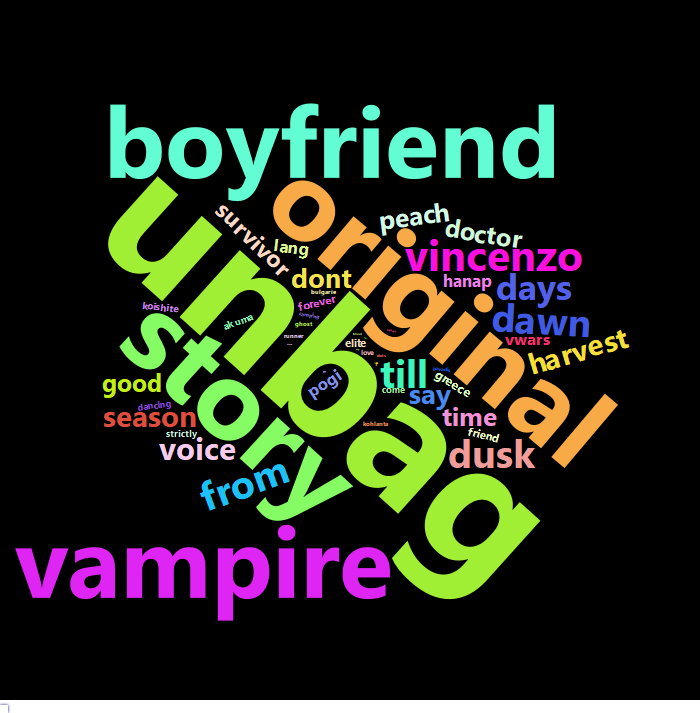 boyfriend
original
unbag
story
vampire
survivor
peach
doctor
lang
vincenzo
dont
hanap
days
bulgaria
forever
koishite
akuma
ghost
dawn
runner
elite
vwars
harvest
love
pogi
till
greece
good
come
say
dancing
season
time
kohlanta
strictly
friend
voice
dusk
from